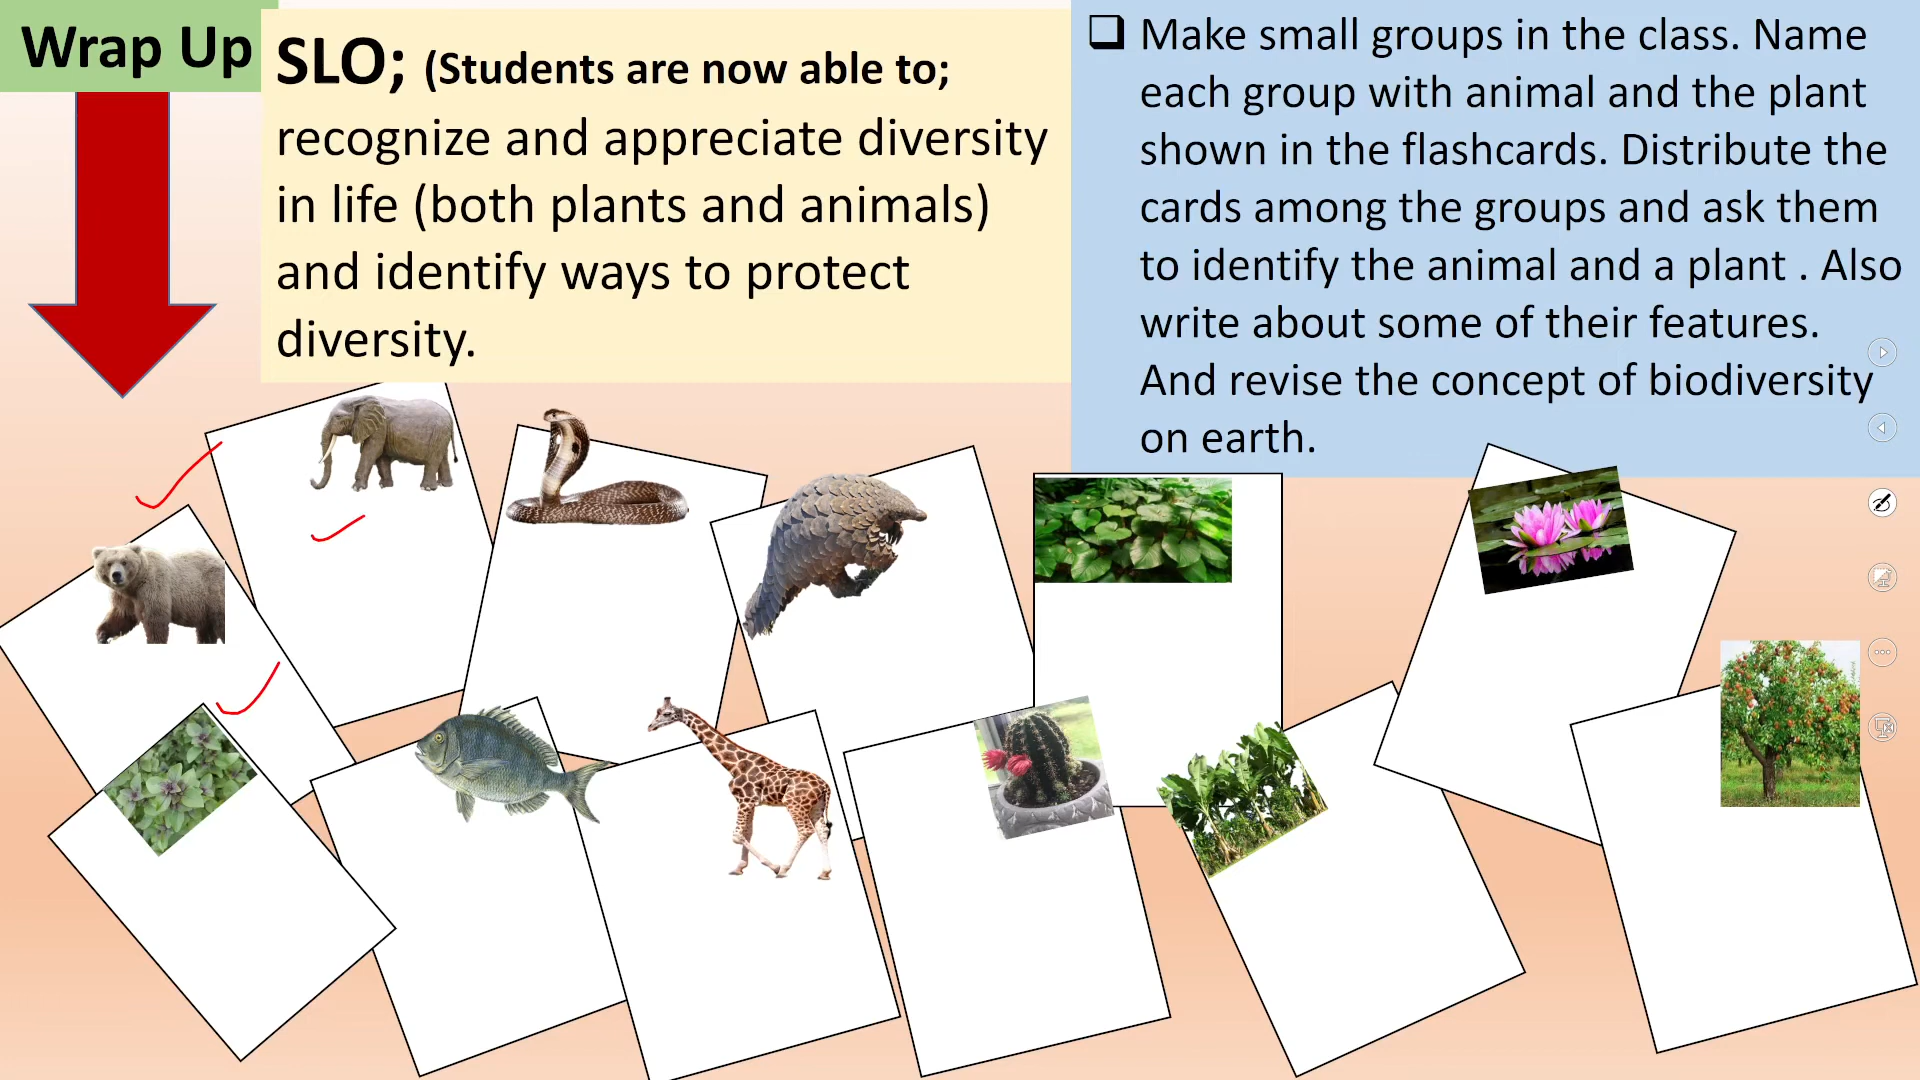 Wrap Up
SLO; (Students are now able to;
recognize and appreciate diversity
in life (both plants and animals)
and identify ways to protect
diversity.
❑ Make small groups in the class. Name
each group with animal and the plant
shown in the flashcards. Distribute the
cards among the groups and ask them
to identify the animal and a plant . Also
write about some of their features.
And revise the concept of biodiversity
on earth.